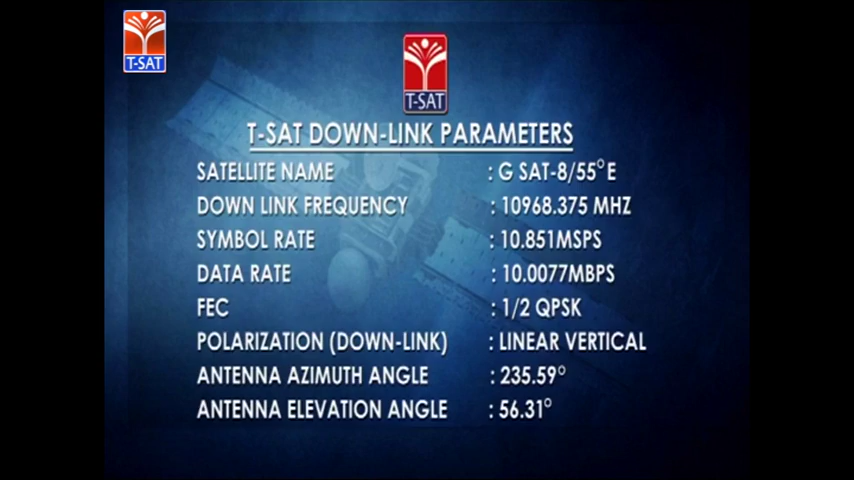 T-SAT
T-SAT
T-SAT DOWN-LINK PARAMETERS
SATELLITE NAME : G SAT-8/55°E
DOWN LINK FREQUENCY : 10968.375 MHZ
SYMBOL RATE : 10.851MSPS
DATA RATE : 10.0077MBPS
FEC : 1/2 QPSK
POLARIZATION (DOWN-LINK) : LINEAR VERTICAL
ANTENNA AZIMUTH ANGLE : 235.59°
ANTENNA ELEVATION ANGLE : 56.31°